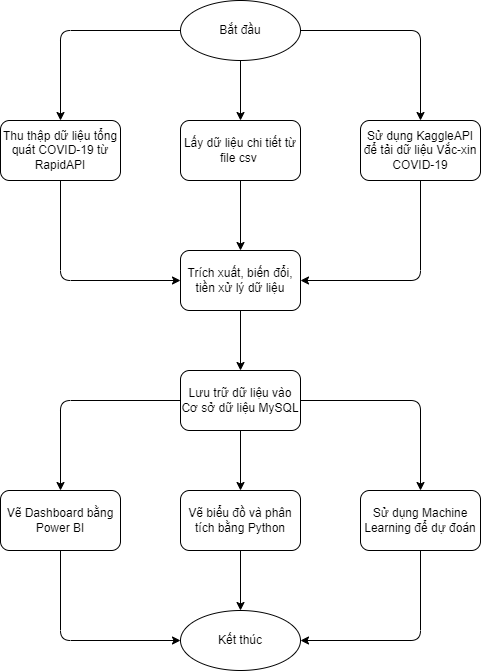 Bắt đầu
Thu thập dữ liệu tổng
quát COVID-19 từ
RapidAPI
Lấy dữ liệu chi tiết từ
file csv
Sử dụng KaggleAPI
để tải dữ liệu Vắc-xin
COVID-19
Trích xuất, biến đổi,
tiền xử lý dữ liệu
Lưu trữ dữ liệu vào
Cơ sở dữ liệu MySQL
Vẽ Dashboard bằng
Power BI
Vẽ biểu đồ và phân
tích bằng Python
Sử dụng Machine
Learning để dự đoán
Kết thúc